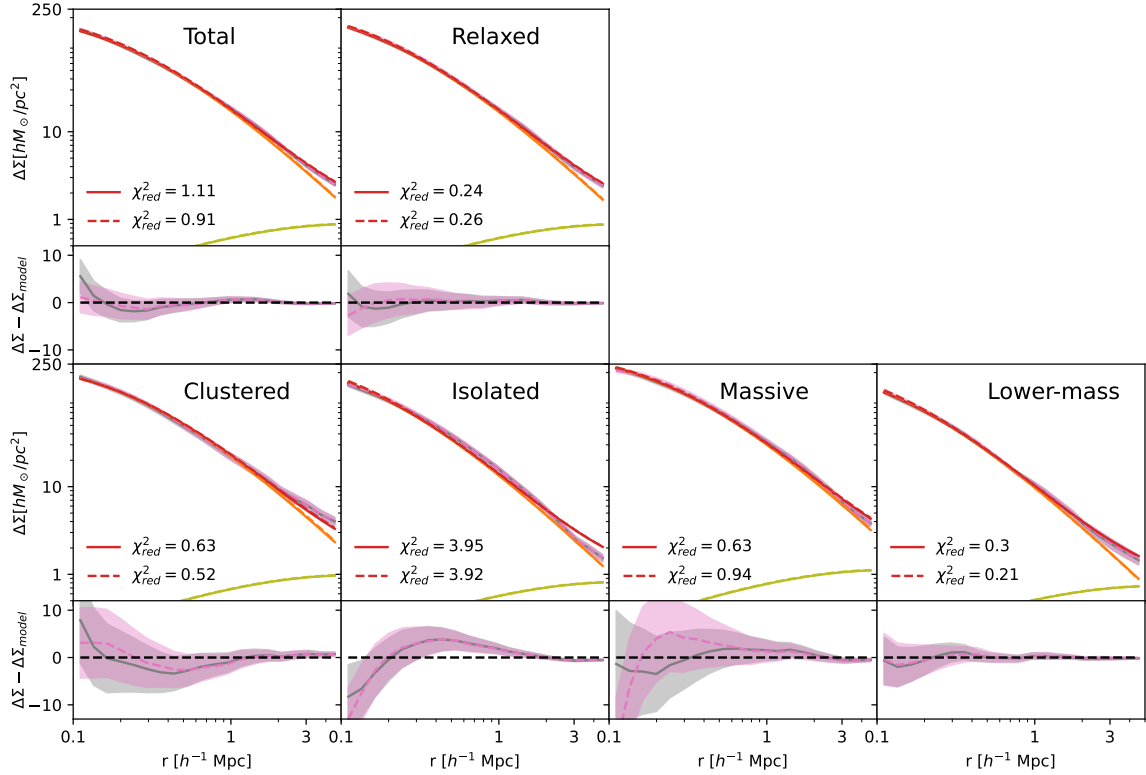 250
10
1
ΔΣ[hM⊙/pc²]
Total
χ²red = 1.11
χ²red = 0.91
Relaxed
χ²red = 0.24
χ²red = 0.26
10
0
−10
ΔΣ − ΔΣmodel
250
10
1
ΔΣ[hM⊙/pc²]
Clustered
χ²red = 0.63
χ²red = 0.52
Isolated
χ²red = 3.95
χ²red = 3.92
Massive
χ²red = 0.63
χ²red = 0.94
Lower-mass
χ²red = 0.3
χ²red = 0.21
10
0
−10
ΔΣ − ΔΣmodel
0.1 1 3 0.1 1 3 0.1 1 3 0.1 1 3
r [h⁻¹ Mpc] r [h⁻¹ Mpc] r [h⁻¹ Mpc] r [h⁻¹ Mpc]